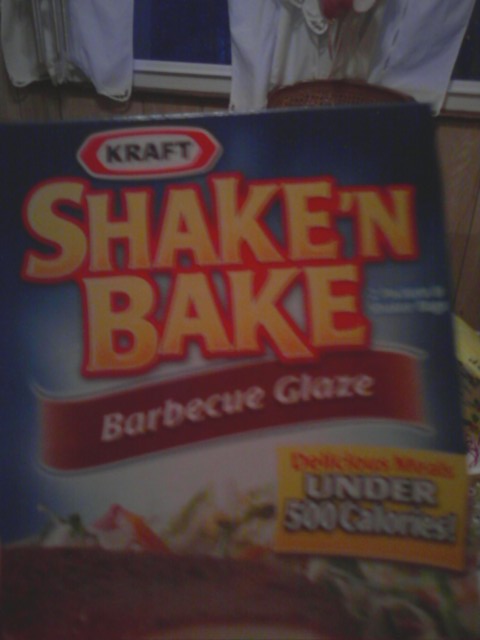 KRAFT
SHAKE'N
BAKE
Barbecue Glaze
Delicious Meals
UNDER
500 Calories!